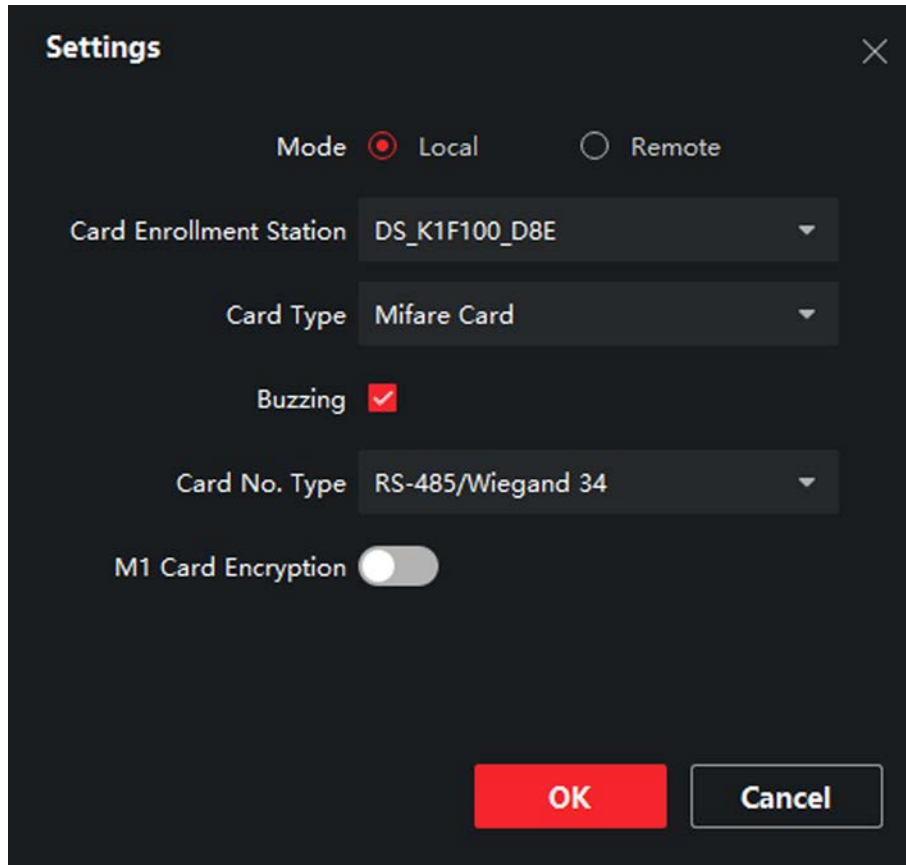 Settings
Mode Local Remote
Card Enrollment Station DS_K1F100_D8E
Card Type Mifare Card
Buzzing
Card No. Type RS-485/Wiegand 34
M1 Card Encryption
OK Cancel